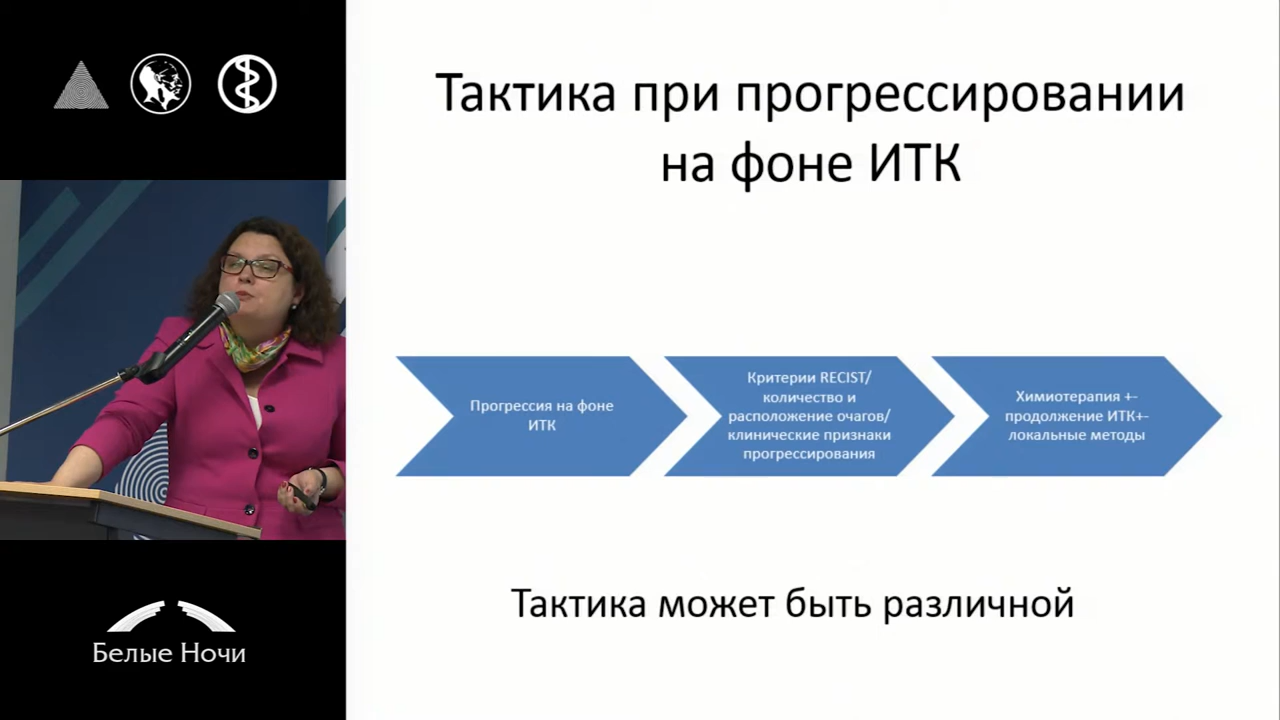 Тактика при прогрессировании
на фоне ИТК
Прогрессия на фоне
ИТК
Критерии RECIST/
количество и
расположение очагов/
клинические признаки
прогрессирования
Химиотерапия +-
продолжение ИТК+-
локальные методы
Тактика может быть различной
Белые Ночи